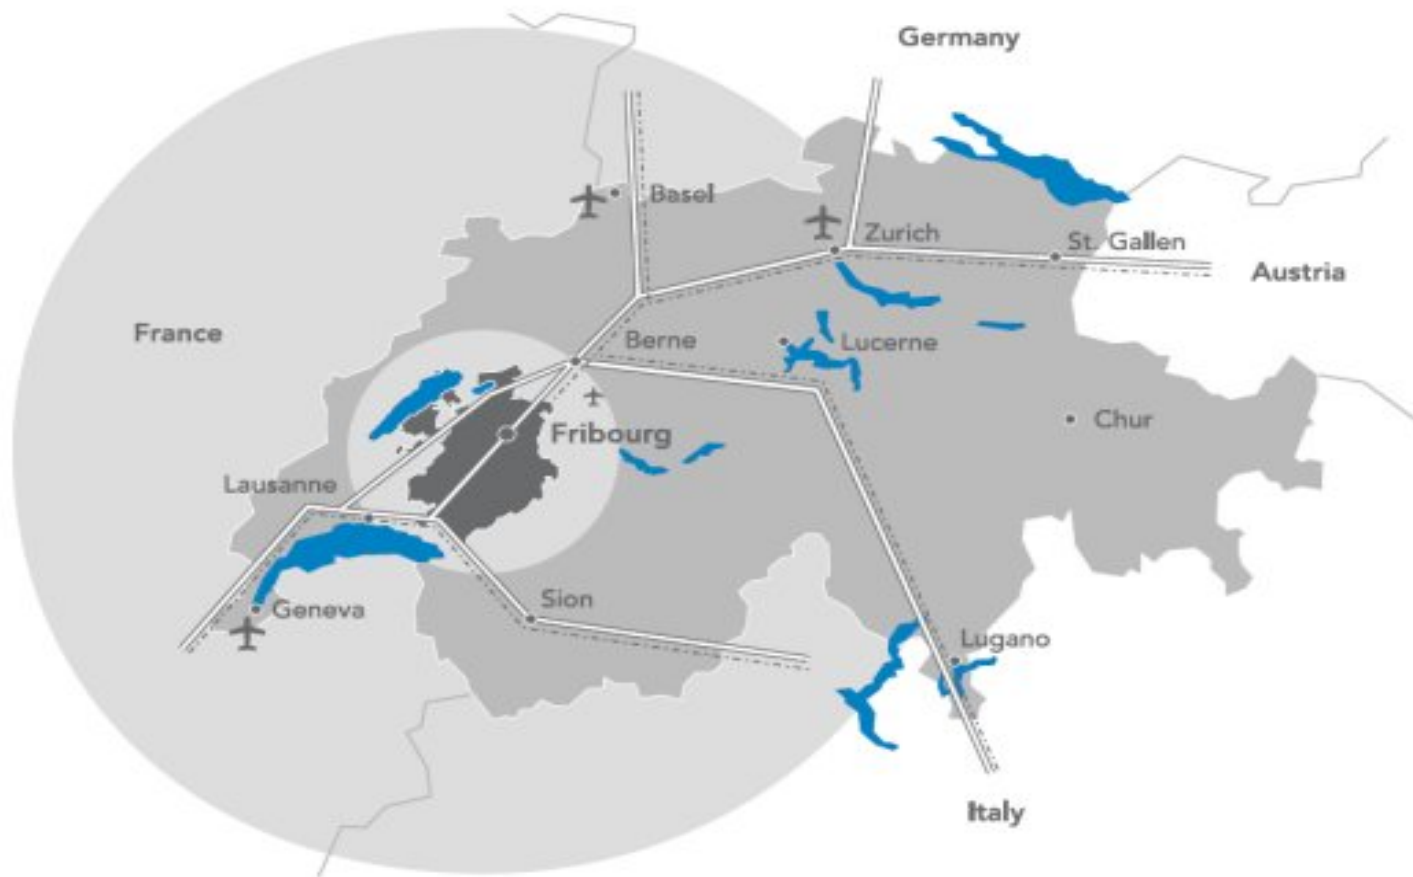 Germany
Basel
Zurich
St. Gallen
Austria
France
Berne
Lucerne
Chur
Fribourg
Lausanne
Geneva
Sion
Lugano
Italy